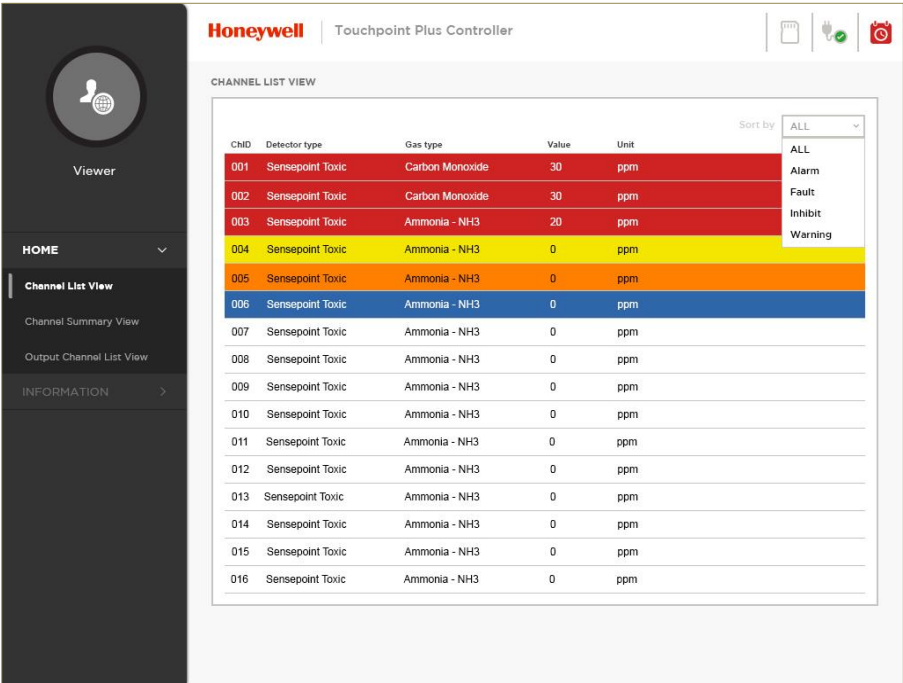 Honeywell Touchpoint Plus Controller
CHANNEL LIST VIEW
Viewer
HOME
Channel List View
Channel Summary View
Output Channel List View
INFORMATION
Sort by ALL
ALL
Alarm
Fault
Inhibit
Warning
ChID Detector type Gas type Value Unit
001 Sensepoint Toxic Carbon Monoxide 30 ppm
002 Sensepoint Toxic Carbon Monoxide 30 ppm
003 Sensepoint Toxic Ammonia - NH3 20 ppm
004 Sensepoint Toxic Ammonia - NH3 0 ppm
005 Sensepoint Toxic Ammonia - NH3 0 ppm
006 Sensepoint Toxic Ammonia - NH3 0 ppm
007 Sensepoint Toxic Ammonia - NH3 0 ppm
008 Sensepoint Toxic Ammonia - NH3 0 ppm
009 Sensepoint Toxic Ammonia - NH3 0 ppm
010 Sensepoint Toxic Ammonia - NH3 0 ppm
011 Sensepoint Toxic Ammonia - NH3 0 ppm
012 Sensepoint Toxic Ammonia - NH3 0 ppm
013 Sensepoint Toxic Ammonia - NH3 0 ppm
014 Sensepoint Toxic Ammonia - NH3 0 ppm
015 Sensepoint Toxic Ammonia - NH3 0 ppm
016 Sensepoint Toxic Ammonia - NH3 0 ppm